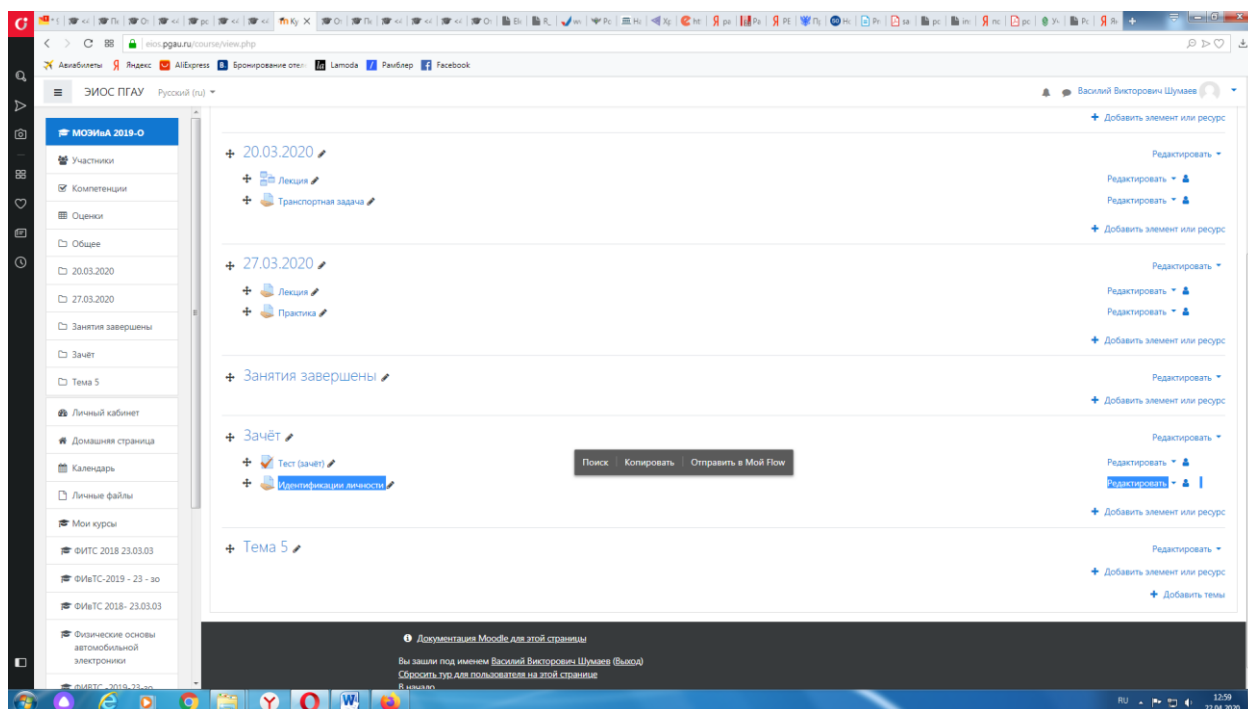 eios.pgau.ru/course/view.php
Авиабилеты Яндекс AliExpress Бронирование отел Lamoda Рамблер Facebook
ЭИОС ПГАУ Русский (ru) Василий Викторович Шумаев
Добавить элемент или ресурс
МОЭИвА 2019-О
Участники
Компетенции
Оценки
Общее
20.03.2020
27.03.2020
Занятия завершены
Зачёт
Тема 5
Личный кабинет
Домашняя страница
Календарь
Личные файлы
Мои курсы
ФИТС 2018 23.03.03
ФИвТС-2019 - 23 - зо
ФИвТС 2018- 23.03.03
Физические основы
автомобильной
электроники
20.03.2020 Редактировать
Лекция Редактировать
Транспортная задача Редактировать
Добавить элемент или ресурс
27.03.2020 Редактировать
Лекция Редактировать
Практика Редактировать
Добавить элемент или ресурс
Занятия завершены Редактировать
Добавить элемент или ресурс
Зачёт Редактировать
Поиск Копировать Отправить в Мой Flow
Тест (зачёт) Редактировать
Идентификации личности Редактировать
Добавить элемент или ресурс
Тема 5 Редактировать
Добавить элемент или ресурс
Добавить темы
Документация Moodle для этой страницы
Вы зашли под именем Василий Викторович Шумаев (Выход)
Сбросить тур для пользователя на этой странице
В начало
RU 12:59
22.04.2020